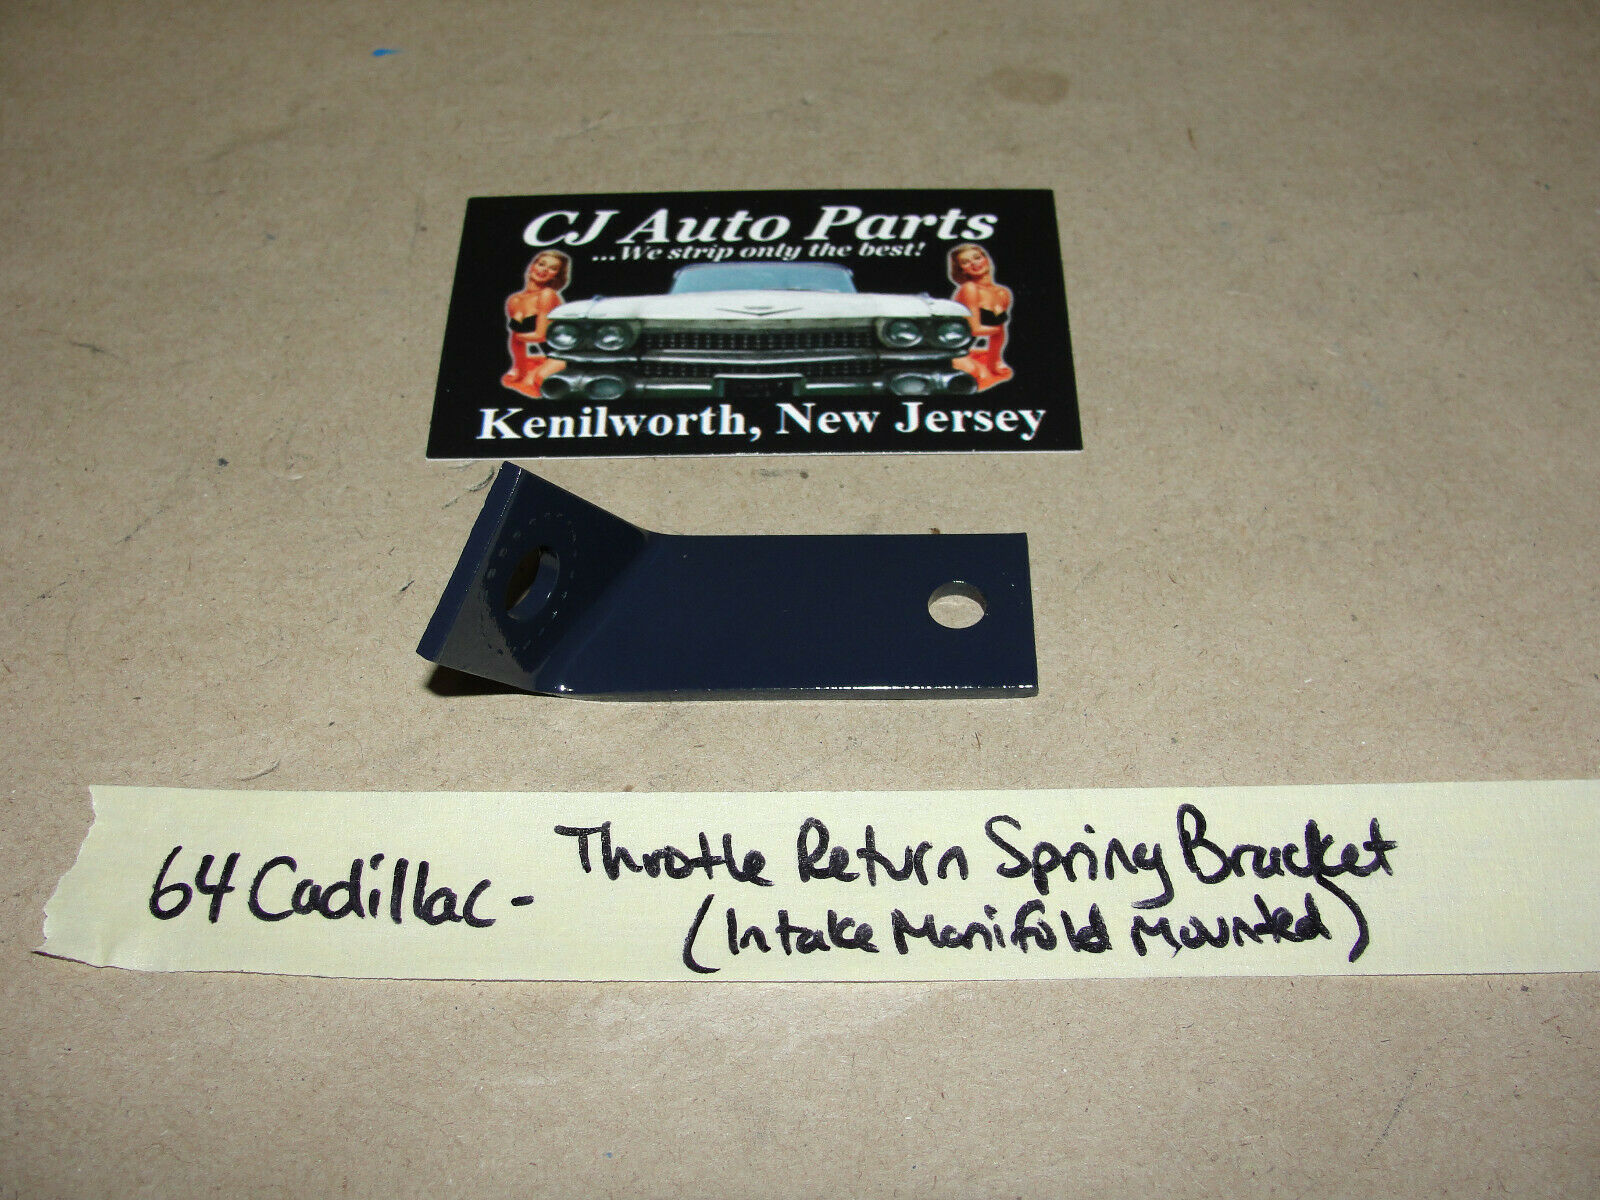 CJ Auto Parts
...We strip only the best!
Kenilworth, New Jersey
64 Cadillac - Throttle Return Spring Bracket
(Intake Manifold Mounted)